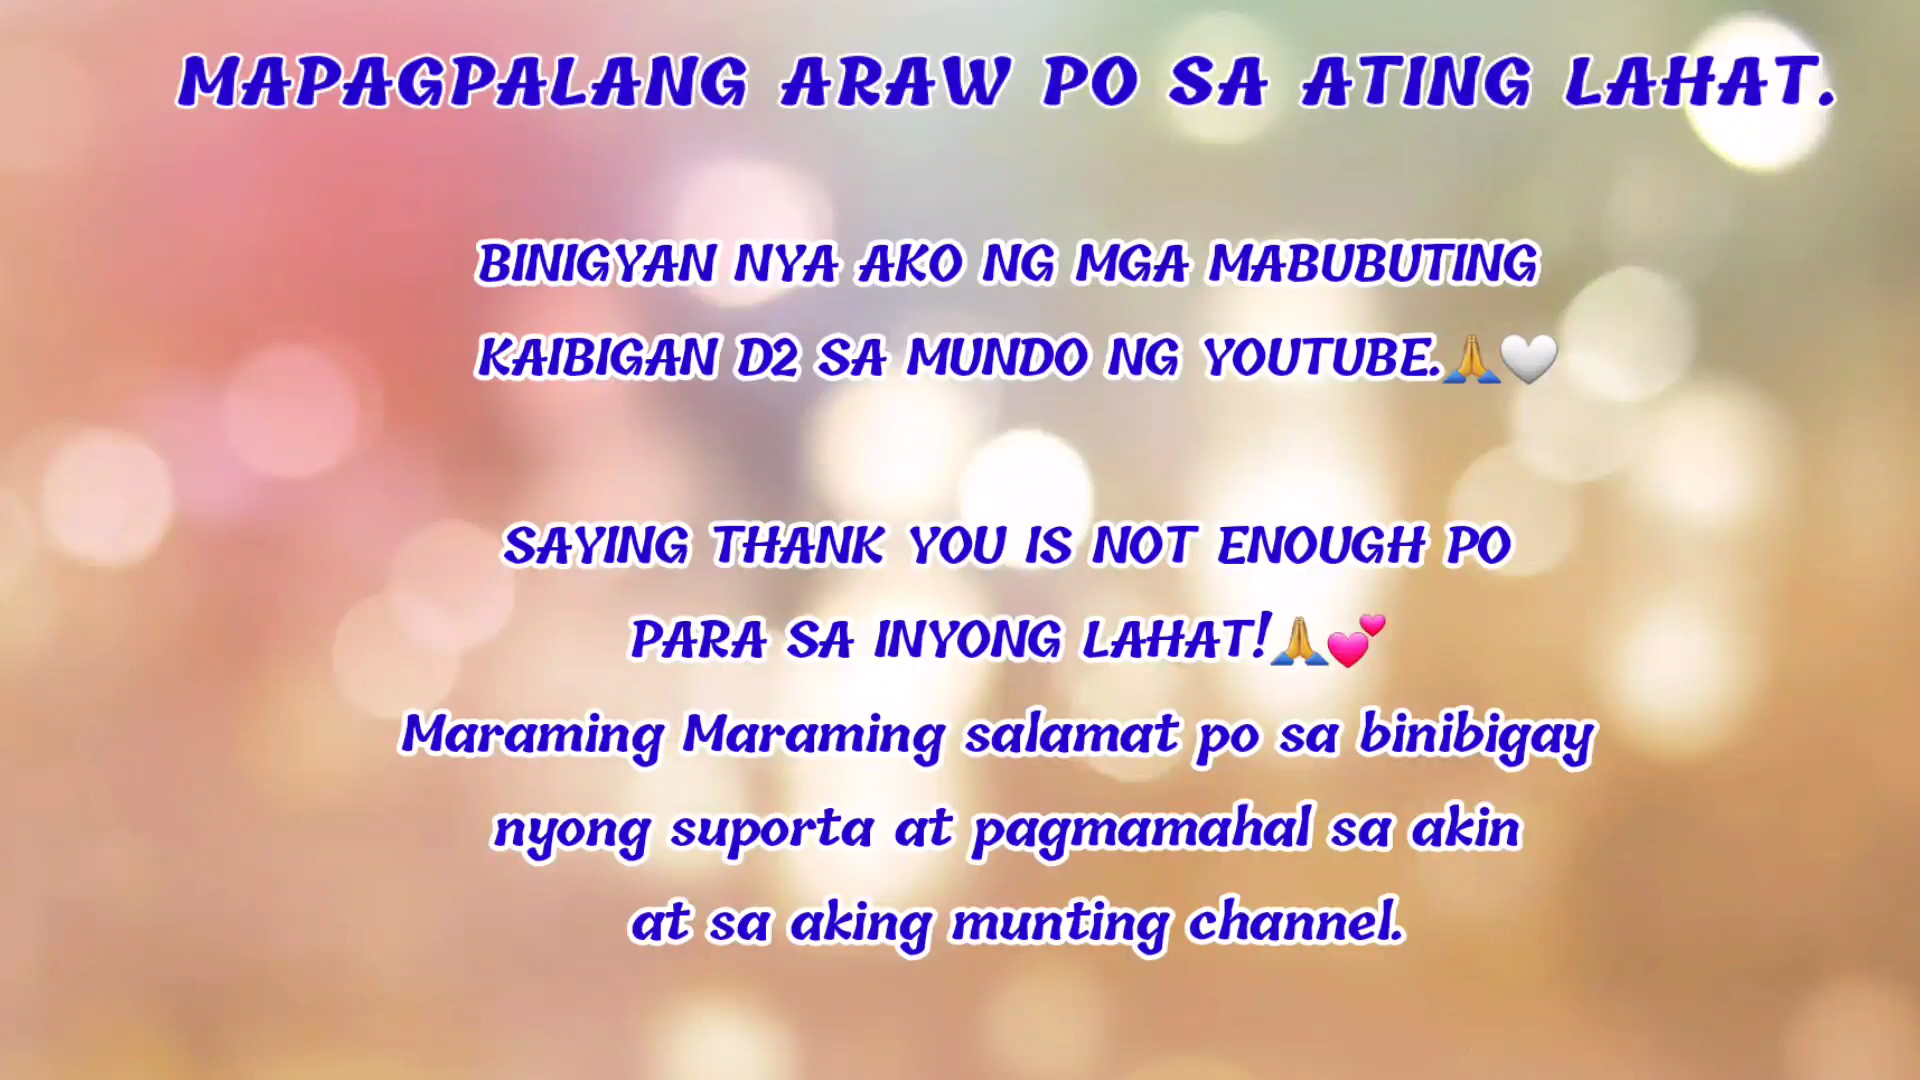 MAPAGPALANG ARAW PO SA ATING LAHAT.
BINIGYAN NYA AKO NG MGA MABUBUTING
KAIBIGAN D2 SA MUNDO NG YOUTUBE.🙏🤍
SAYING THANK YOU IS NOT ENOUGH PO
PARA SA INYONG LAHAT!🙏💕
Maraming Maraming salamat po sa binibigay
nyong suporta at pagmamahal sa akin
at sa aking munting channel.